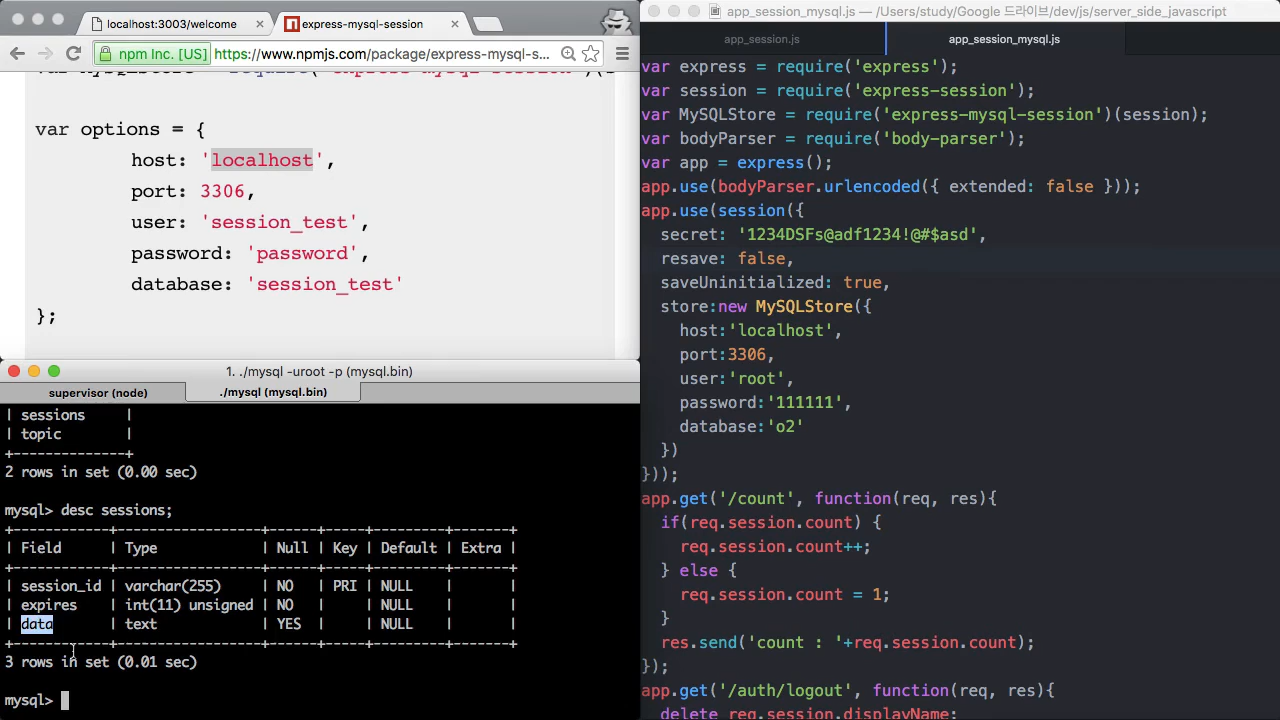 localhost:3003/welcome
express-mysql-session
npm Inc. [US]
https://www.npmjs.com/package/express-mysql-s...
var options = {
host: 'localhost',
port: 3306,
user: 'session_test',
password: 'password',
database: 'session_test'
};
1. ./mysql -uroot -p (mysql.bin)
supervisor (node)
./mysql (mysql.bin)
| sessions |
| topic |
+--------------+
2 rows in set (0.00 sec)
mysql> desc sessions;
+------------+------------------+------+-----+---------+-------+
| Field | Type | Null | Key | Default | Extra |
+------------+------------------+------+-----+---------+-------+
| session_id | varchar(255) | NO | PRI | NULL | |
| expires | int(11) unsigned | NO | | NULL | |
| data | text | YES | | NULL | |
+------------+------------------+------+-----+---------+-------+
3 rows in set (0.01 sec)
mysql>
app_session_mysql.js — /Users/study/Google 드라이브/dev/js/server_side_javascript
app_session.js
app_session_mysql.js
var express = require('express');
var session = require('express-session');
var MySQLStore = require('express-mysql-session')(session);
var bodyParser = require('body-parser');
var app = express();
app.use(bodyParser.urlencoded({ extended: false }));
app.use(session({
secret: '1234DSFs@adf1234!@#$asd',
resave: false,
saveUninitialized: true,
store:new MySQLStore({
host:'localhost',
port:3306,
user:'root',
password:'111111',
database:'o2'
})
}));
app.get('/count', function(req, res){
if(req.session.count) {
req.session.count++;
} else {
req.session.count = 1;
}
res.send('count : '+req.session.count);
});
app.get('/auth/logout', function(req, res){
delete req.session.displayName;